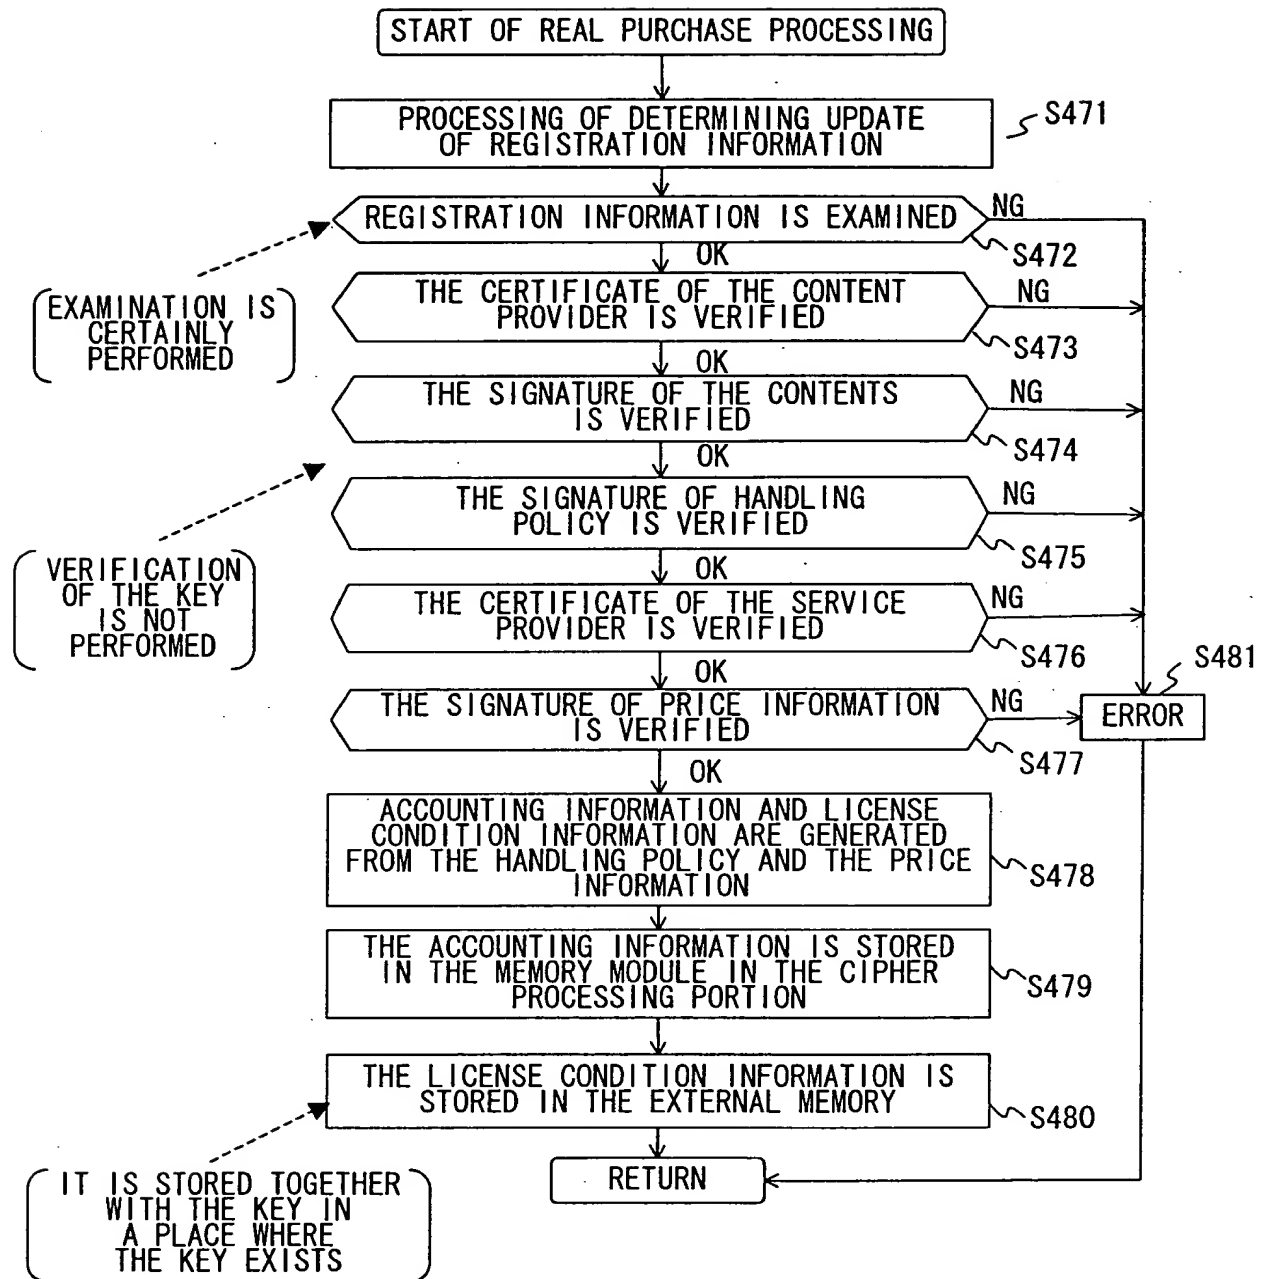 START OF REAL PURCHASE PROCESSING
PROCESSING OF DETERMINING UPDATE
OF REGISTRATION INFORMATION
S471
REGISTRATION INFORMATION IS EXAMINED
NG
S472
OK
EXAMINATION IS
CERTAINLY
PERFORMED
THE CERTIFICATE OF THE CONTENT
PROVIDER IS VERIFIED
NG
S473
OK
THE SIGNATURE OF THE CONTENTS
IS VERIFIED
NG
S474
OK
VERIFICATION
OF THE KEY
IS NOT
PERFORMED
THE SIGNATURE OF HANDLING
POLICY IS VERIFIED
NG
S475
OK
THE CERTIFICATE OF THE SERVICE
PROVIDER IS VERIFIED
NG
S476
OK
THE SIGNATURE OF PRICE INFORMATION
IS VERIFIED
NG
S477
OK
S481
ERROR
ACCOUNTING INFORMATION AND LICENSE
CONDITION INFORMATION ARE GENERATED
FROM THE HANDLING POLICY AND THE PRICE
INFORMATION
S478
THE ACCOUNTING INFORMATION IS STORED
IN THE MEMORY MODULE IN THE CIPHER
PROCESSING PORTION
S479
THE LICENSE CONDITION INFORMATION IS
STORED IN THE EXTERNAL MEMORY
S480
IT IS STORED TOGETHER
WITH THE KEY IN
A PLACE WHERE
THE KEY EXISTS
RETURN